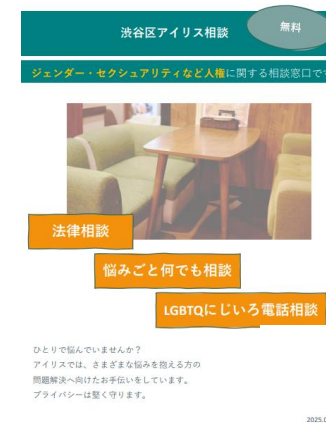 渋谷区アイリス相談
無料
ジェンダー・セクシュアリティなど人権に関する相談窓口で
法律相談
悩みごと何でも相談
LGBTQにじいろ電話相談
ひとりで悩んでいませんか？
アイリスでは、さまざまな悩みを抱える方の
問題解決へ向けたお手伝いをしています。
プライバシーは堅く守ります。
2025.